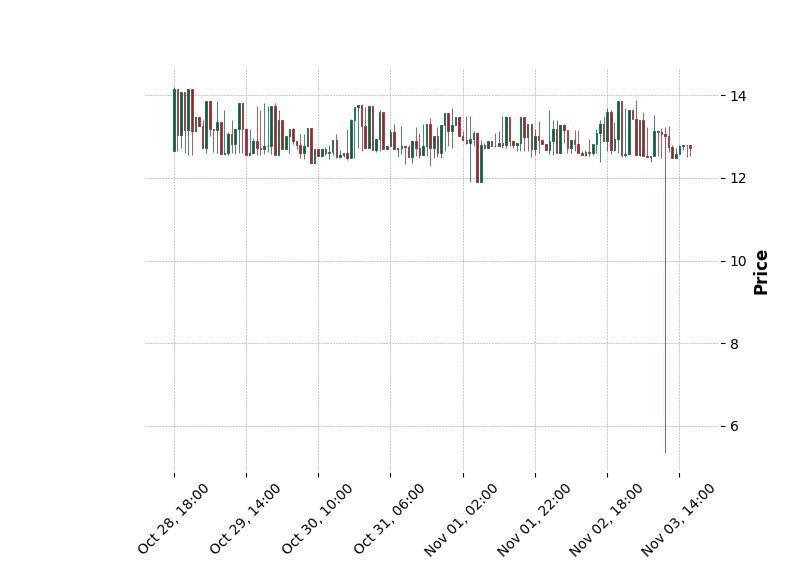 14
12
10
8
6
Price
Oct 28, 18:00
Oct 29, 14:00
Oct 30, 10:00
Oct 31, 06:00
Nov 01, 02:00
Nov 01, 22:00
Nov 02, 18:00
Nov 03, 14:00